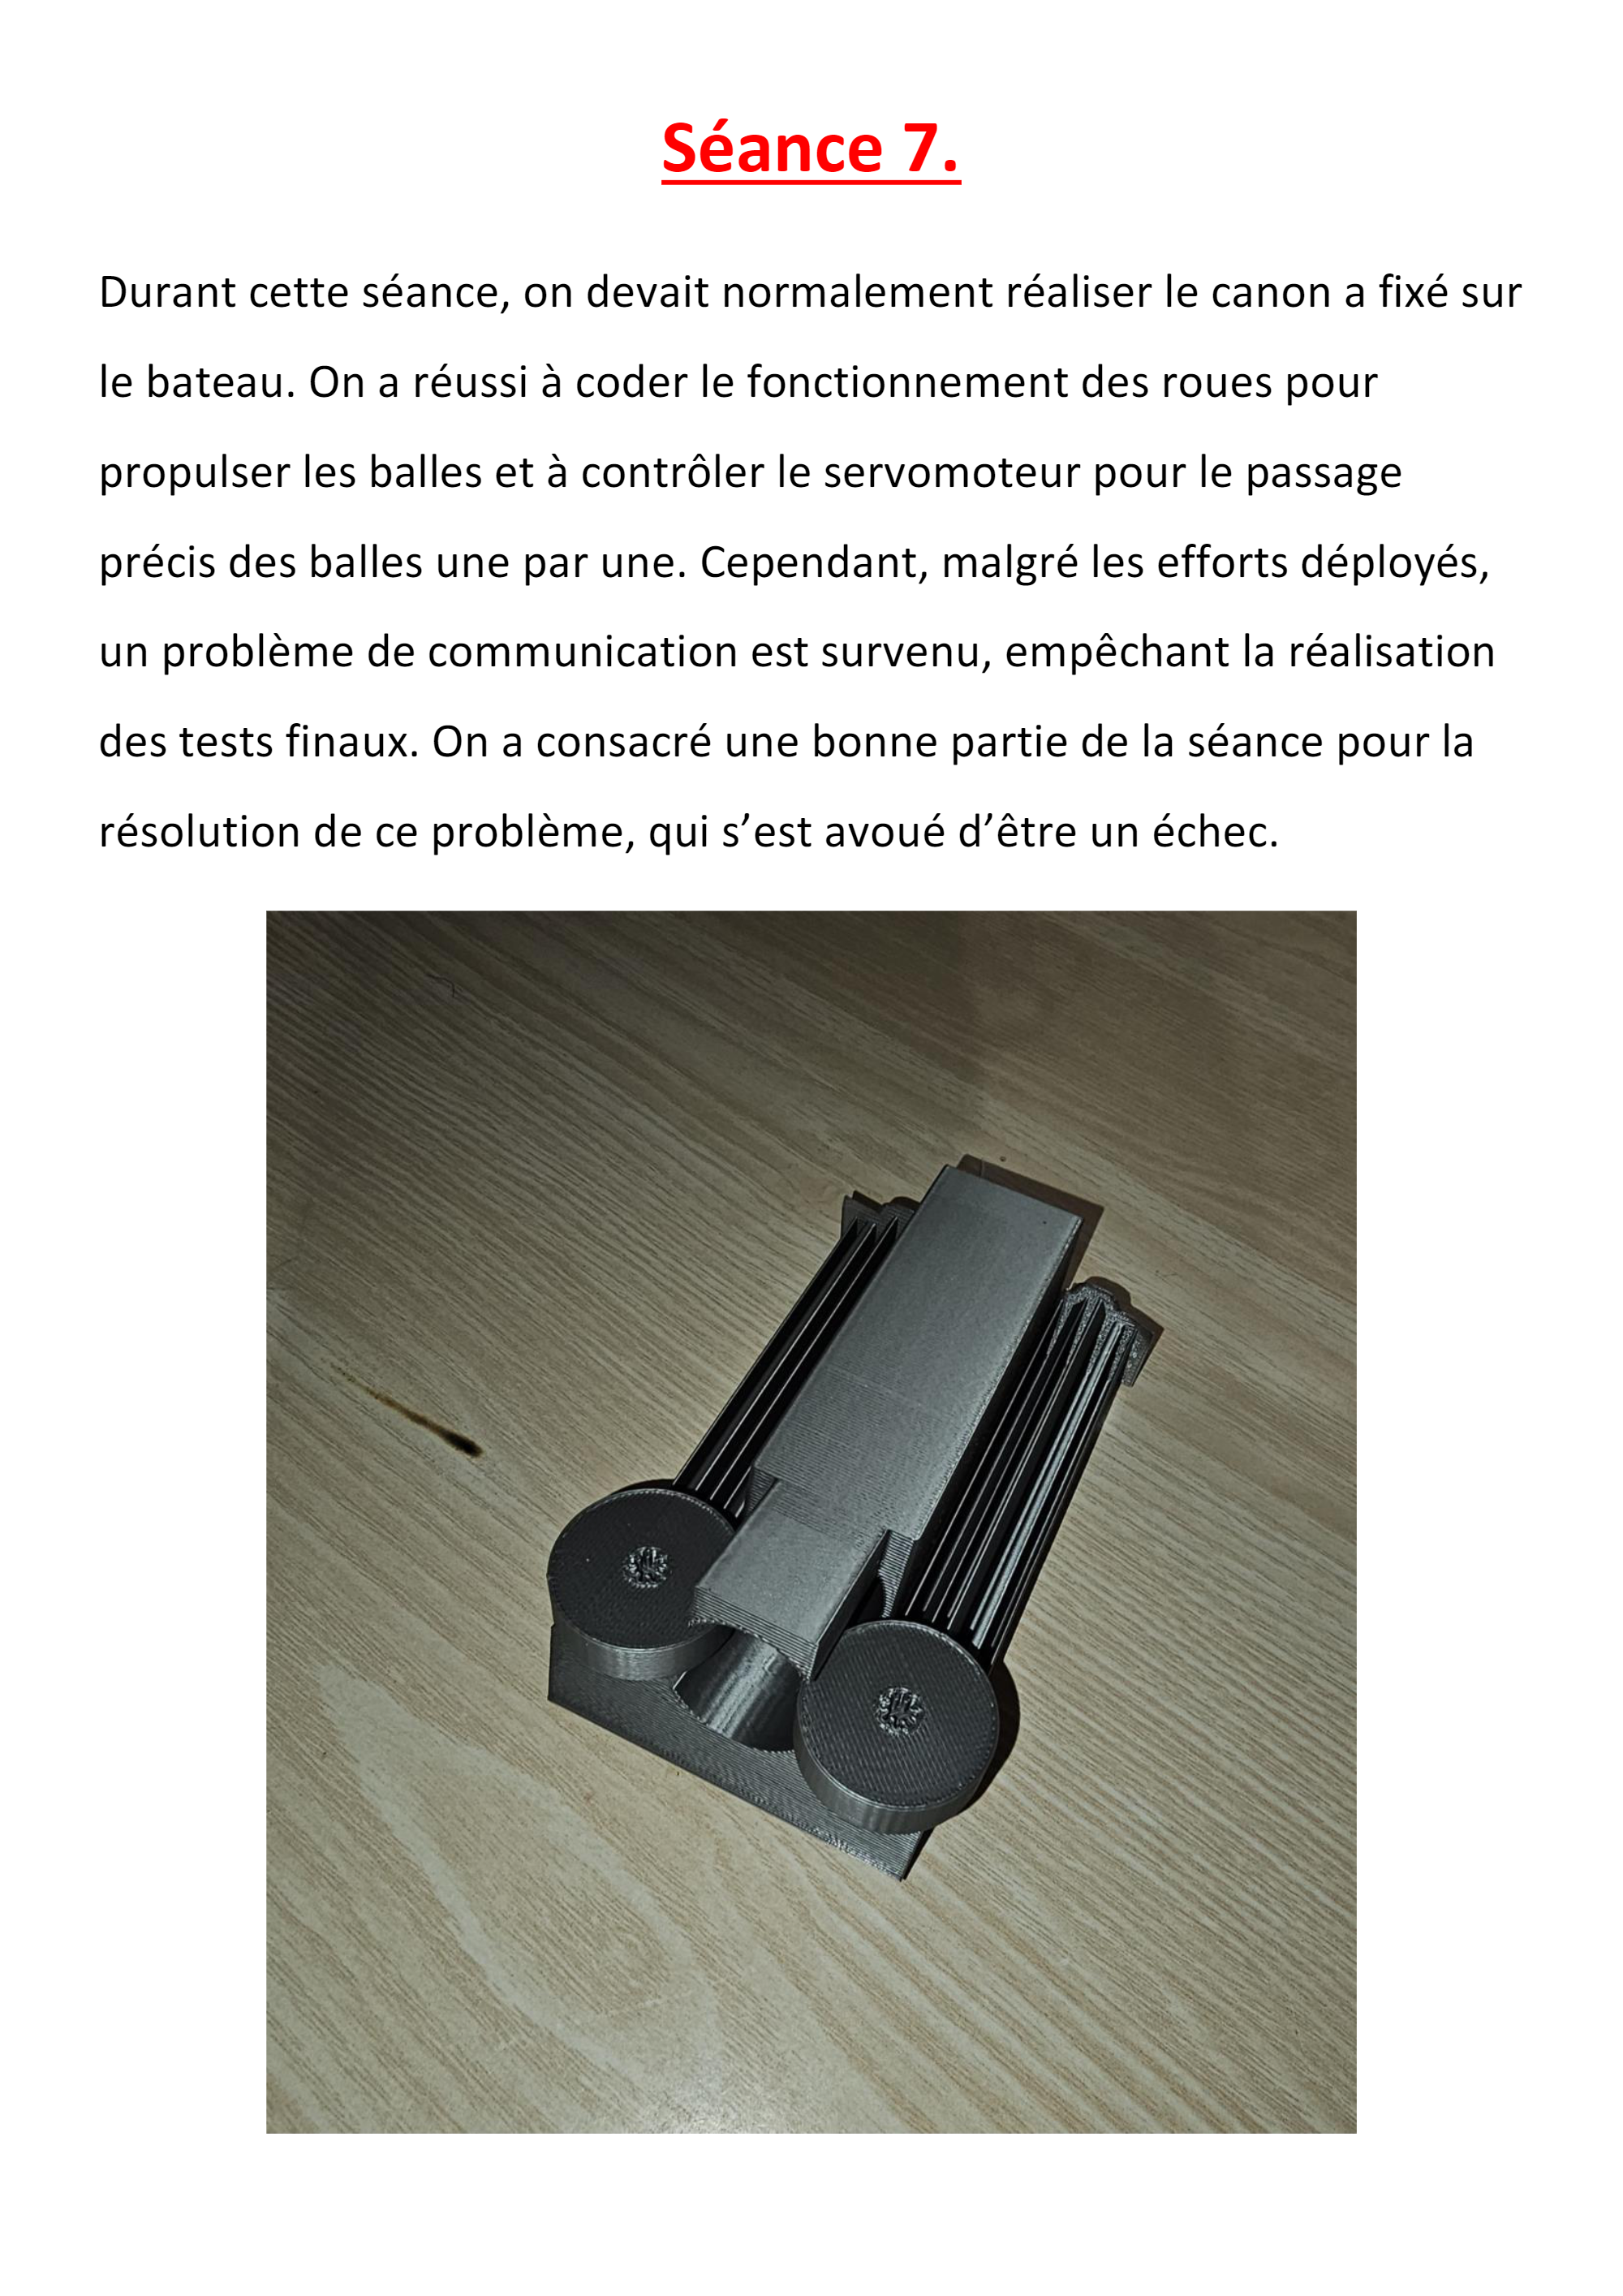 Séance 7.
Durant cette séance, on devait normalement réaliser le canon a fixé sur
le bateau. On a réussi à coder le fonctionnement des roues pour
propulser les balles et à contrôler le servomoteur pour le passage
précis des balles une par une. Cependant, malgré les efforts déployés,
un problème de communication est survenu, empêchant la réalisation
des tests finaux. On a consacré une bonne partie de la séance pour la
résolution de ce problème, qui s’est avoué d’être un échec.